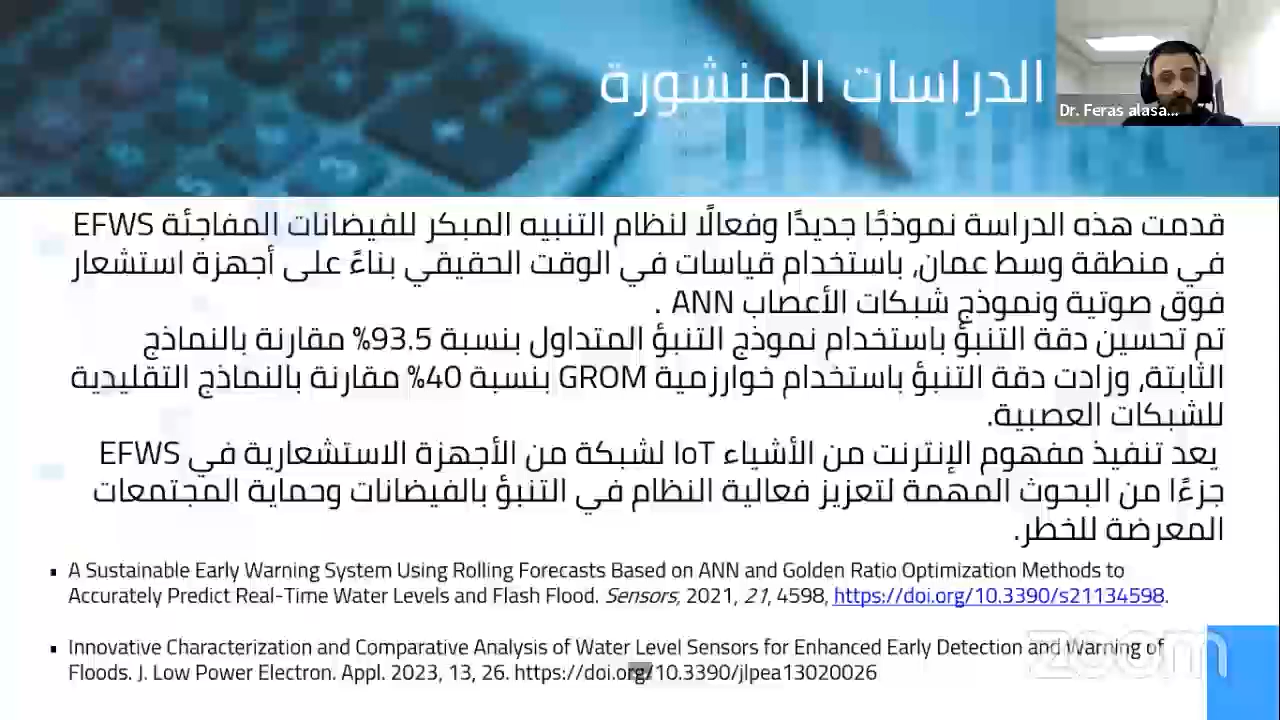 الدراسات المنشورة
Dr. Feras alasa...
قدمت هذه الدراسة نموذجًا جديدًا وفعالًا لنظام التنبيه المبكر للفيضانات المفاجئة EFWS
في منطقة وسط عمان، باستخدام قياسات في الوقت الحقيقي بناءً على أجهزة استشعار
فوق صوتية ونموذج شبكات الأعصاب ANN .
تم تحسين دقة التنبؤ باستخدام نموذج التنبؤ المتداول بنسبة 93.5% مقارنة بالنماذج
الثابتة، وزادت دقة التنبؤ باستخدام خوارزمية GROM بنسبة 40% مقارنة بالنماذج التقليدية
للشبكات العصبية.
يعد تنفيذ مفهوم الإنترنت من الأشياء IoT لشبكة من الأجهزة الاستشعارية في EFWS
جزءًا من البحوث المهمة لتعزيز فعالية النظام في التنبؤ بالفيضانات وحماية المجتمعات
المعرضة للخطر.
▪ A Sustainable Early Warning System Using Rolling Forecasts Based on ANN and Golden Ratio Optimization Methods to
Accurately Predict Real-Time Water Levels and Flash Flood. Sensors, 2021, 21, 4598, https://doi.org/10.3390/s21134598.
▪ Innovative Characterization and Comparative Analysis of Water Level Sensors for Enhanced Early Detection and Warning of
Floods. J. Low Power Electron. Appl. 2023, 13, 26. https://doi.org/10.3390/jlpea13020026
zoom